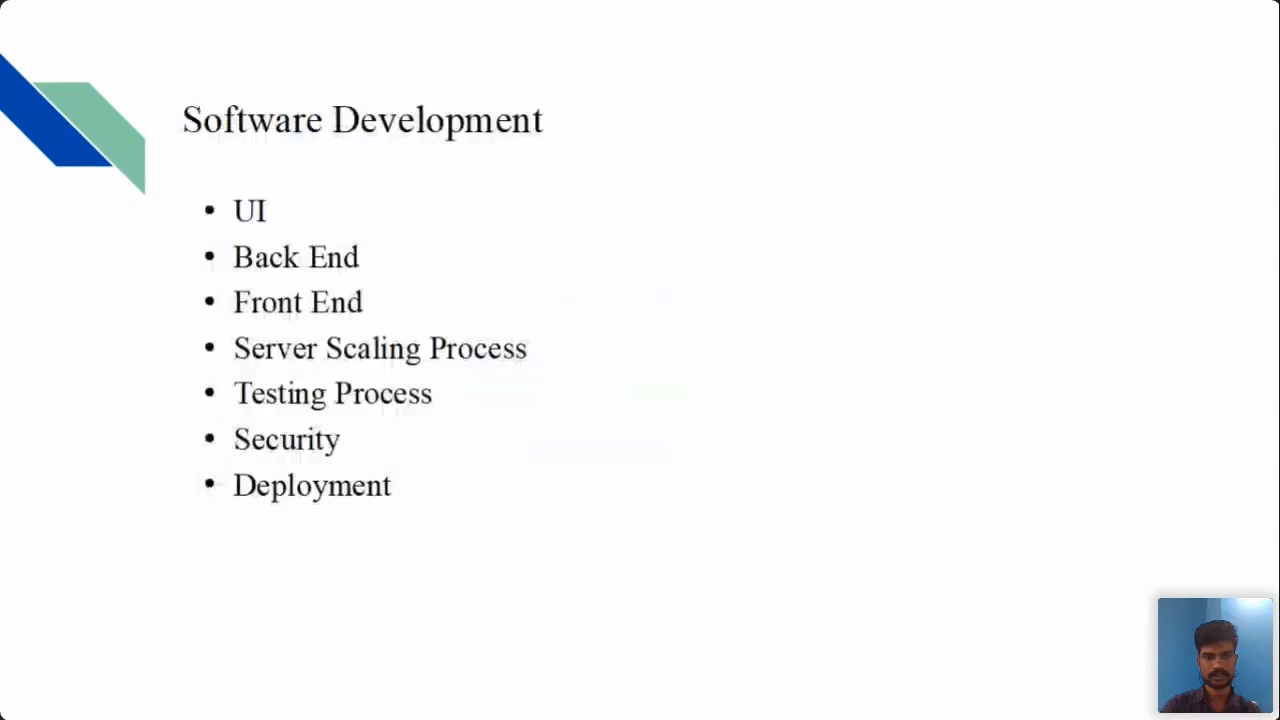 Software Development
• UI
• Back End
• Front End
• Server Scaling Process
• Testing Process
• Security
• Deployment